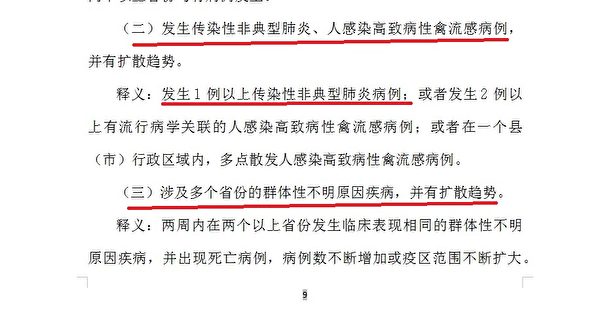 （二）发生传染性非典型肺炎、人感染高致病性禽流感病例，
并有扩散趋势。
释义：发生1例以上传染性非典型肺炎病例；或者发生2例以
上有流行病学关联的人感染高致病性禽流感病例；或者在一个县
（市）行政区域内，多点散发人感染高致病性禽流感病例。
（三）涉及多个省份的群体性不明原因疾病，并有扩散趋势。
释义：两周内在两个以上省份发生临床表现相同的群体性不明
原因疾病，并出现死亡病例，病例数不断增加或疫区范围不断扩大。
9